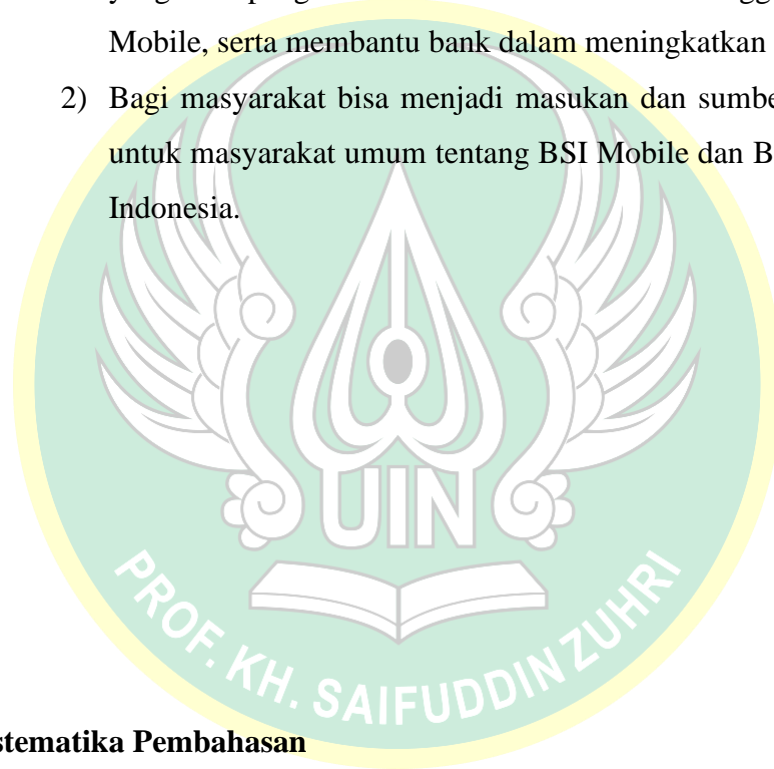 Mobile, serta membantu bank dalam meningkatkan
2) Bagi masyarakat bisa menjadi masukan dan sumbe
untuk masyarakat umum tentang BSI Mobile dan B
Indonesia.
UIN
PROF. KH. SAIFUDDIN ZUHRI
stematika Pembahasan